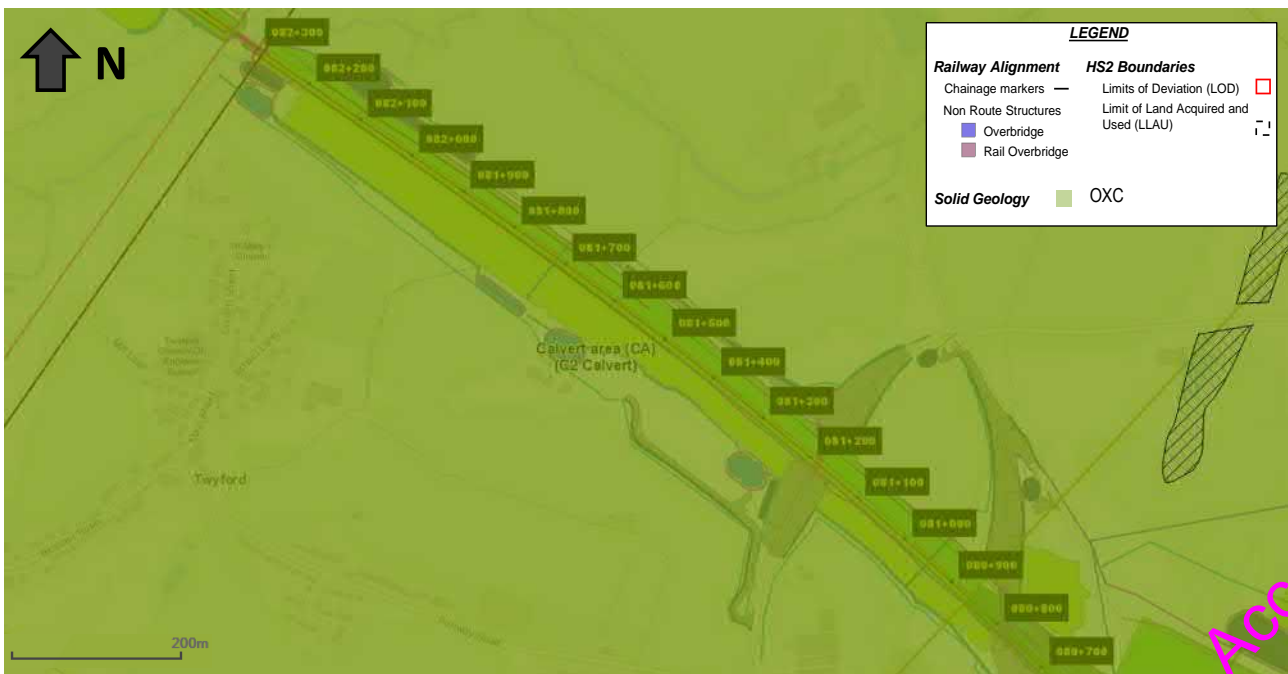 N
LEGEND
Railway Alignment
Chainage markers
Non Route Structures
Overbridge
Rail Overbridge
HS2 Boundaries
Limits of Deviation (LOD)
Limit of Land Acquired and
Used (LLAU)
Solid Geology
OXC
082+300
082+200
082+100
082+000
081+900
081+800
081+700
081+600
081+500
081+400
081+300
081+200
081+100
081+000
080+900
080+800
080+700
Calvert area (CA)
(C2 Calvert)
Twyford
200m
Acc